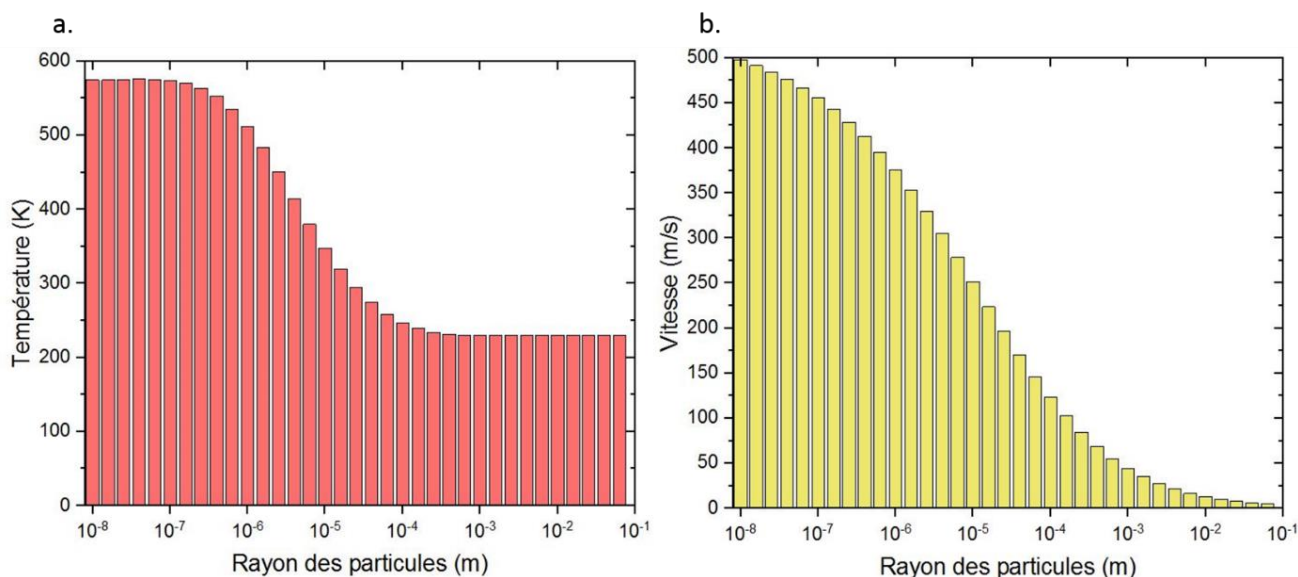 a.
600
500
400
300
200
100
0
Température (K)
10⁻⁸ 10⁻⁷ 10⁻⁶ 10⁻⁵ 10⁻⁴ 10⁻³ 10⁻² 10⁻¹
Rayon des particules (m)
b.
500
450
400
350
300
250
200
150
100
50
0
Vitesse (m/s)
10⁻⁸ 10⁻⁷ 10⁻⁶ 10⁻⁵ 10⁻⁴ 10⁻³ 10⁻² 10⁻¹
Rayon des particules (m)